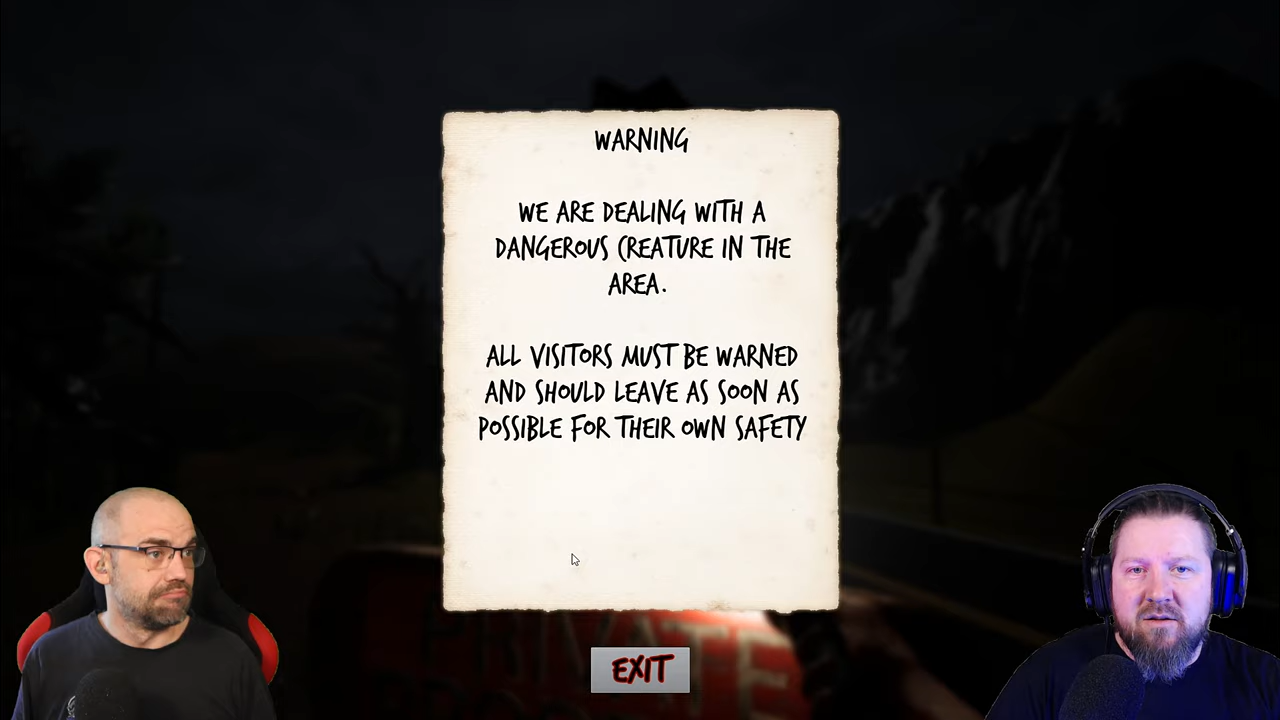 WARNING
WE ARE DEALING WITH A
DANGEROUS CREATURE IN THE
AREA.
ALL VISITORS MUST BE WARNED
AND SHOULD LEAVE AS SOON AS
POSSIBLE FOR THEIR OWN SAFETY
PRIVATE
EXIT